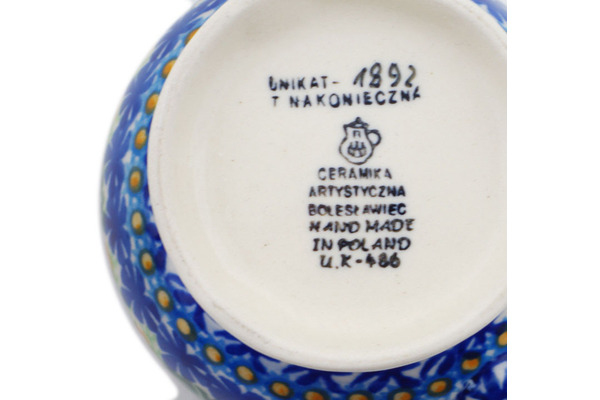 UNIKAT- 1892
T NAKONIECZNA
CERAMIKA
ARTYSTYCZNA
BOLESŁAWIEC
HAND MADE
IN POLAND
U.K-486